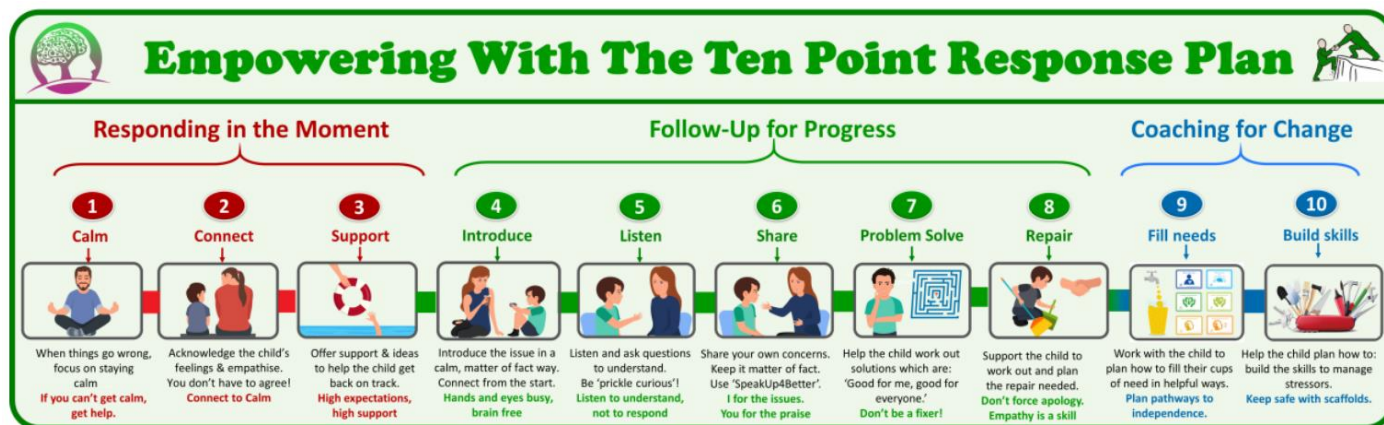 Empowering With The Ten Point Response Plan
Responding in the Moment
Follow-Up for Progress
Coaching for Change
1
Calm
When things go wrong,
focus on staying
calm
If you can't get calm,
get help.
2
Connect
Acknowledge the child's
feelings & empathise.
You don't have to agree!
Connect to Calm
3
Support
Offer support & ideas
to help the child get
back on track.
High expectations,
high support
4
Introduce
Introduce the issue in a
calm, matter of fact way.
Connect from the start.
Hands and eyes busy,
brain free
5
Listen
Listen and ask questions
to understand.
Be 'prickle curious'!
Listen to understand,
not to respond
6
Share
Share your own concerns.
Keep it matter of fact.
Use 'SpeakUp4Better'.
I for the issues.
You for the praise
7
Problem Solve
Help the child work out
solutions which are:
'Good for me, good for
everyone.'
Don't be a fixer!
8
Repair
Support the child to
work out and plan
the repair needed.
Don't force apology.
Empathy is a skill
9
Fill needs
Work with the child to
plan how to fill their cups
of need in helpful ways.
Plan pathways to
independence.
10
Build skills
Help the child plan how to:
build the skills to manage
stressors.
Keep safe with scaffolds.